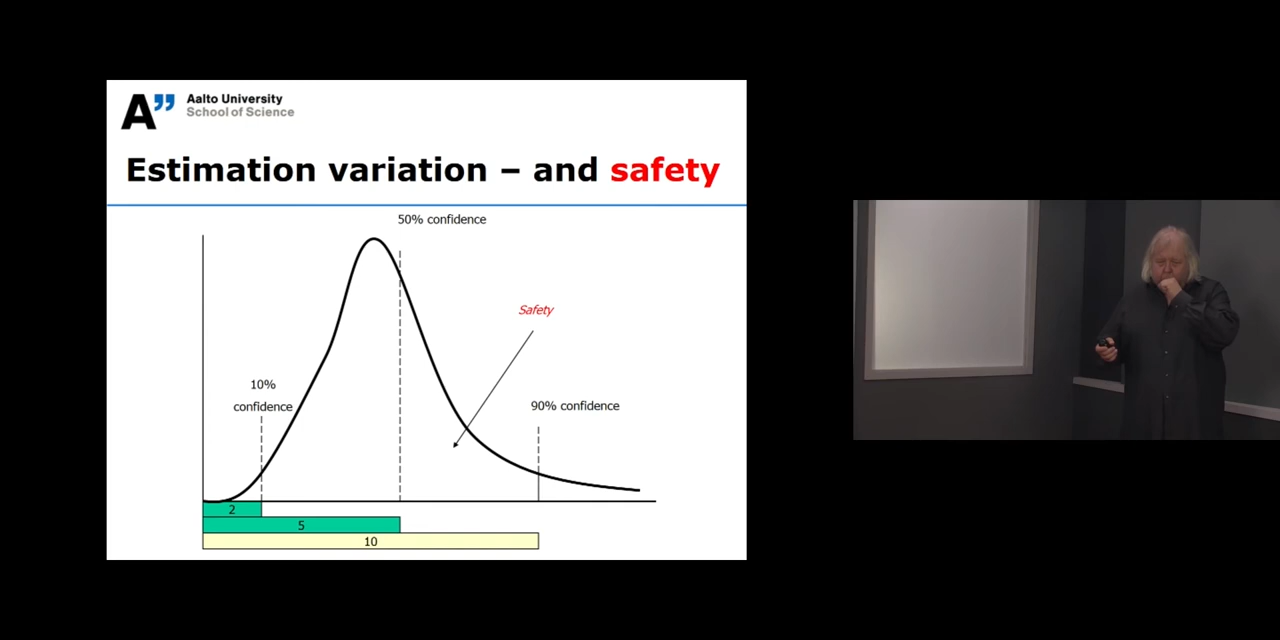 A”
Aalto University
School of Science
Estimation variation – and safety
50% confidence
Safety
10%
confidence
90% confidence
2
5
10